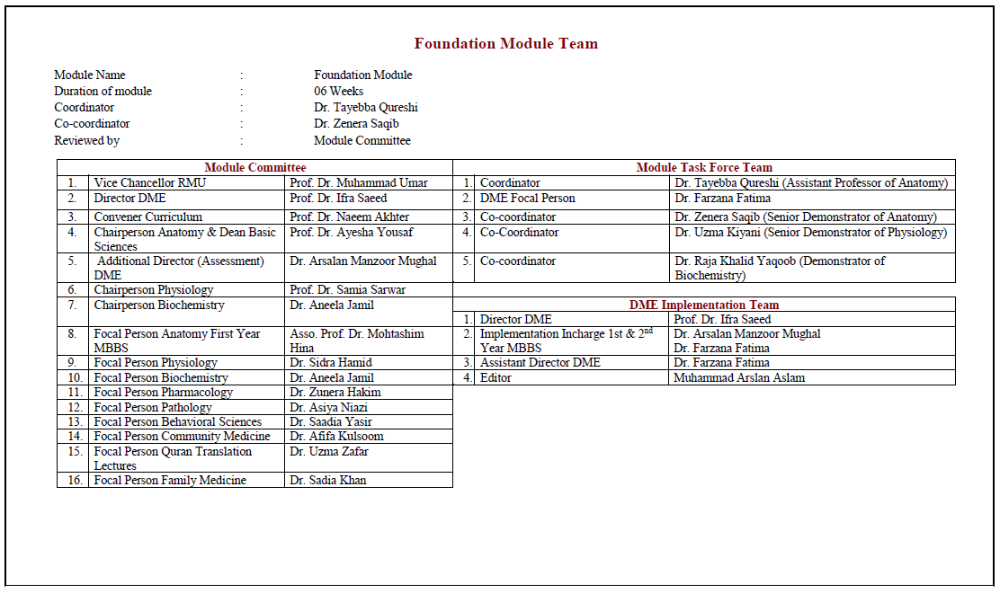 Foundation Module Team
Module Name : Foundation Module
Duration of module : 06 Weeks
Coordinator : Dr. Tayebba Qureshi
Co-coordinator : Dr. Zenera Saqib
Reviewed by : Module Committee
Module Committee
1. Vice Chancellor RMU Prof. Dr. Muhammad Umar
2. Director DME Prof. Dr. Ifra Saeed
3. Convener Curriculum Prof. Dr. Naeem Akhter
4. Chairperson Anatomy & Dean Basic Prof. Dr. Ayesha Yousaf
Sciences
5. Additional Director (Assessment) Dr. Arsalan Manzoor Mughal
DME
6. Chairperson Physiology Prof. Dr. Samia Sarwar
7. Chairperson Biochemistry Dr. Aneela Jamil
8. Focal Person Anatomy First Year Asso. Prof. Dr. Mohtashim
MBBS Hina
9. Focal Person Physiology Dr. Sidra Hamid
10. Focal Person Biochemistry Dr. Aneela Jamil
11. Focal Person Pharmacology Dr. Zunera Hakim
12. Focal Person Pathology Dr. Asiya Niazi
13. Focal Person Behavioral Sciences Dr. Saadia Yasir
14. Focal Person Community Medicine Dr. Afifa Kulsoom
15. Focal Person Quran Translation Dr. Uzma Zafar
Lectures
16. Focal Person Family Medicine Dr. Sadia Khan
Module Task Force Team
1. Coordinator Dr. Tayebba Qureshi (Assistant Professor of Anatomy)
2. DME Focal Person Dr. Farzana Fatima
3. Co-coordinator Dr. Zenera Saqib (Senior Demonstrator of Anatomy)
4. Co-Coordinator Dr. Uzma Kiyani (Senior Demonstrator of Physiology)
5. Co-coordinator Dr. Raja Khalid Yaqoob (Demonstrator of
Biochemistry)
DME Implementation Team
1. Director DME Prof. Dr. Ifra Saeed
2. Implementation Incharge 1st & 2nd Dr. Arsalan Manzoor Mughal
Year MBBS Dr. Farzana Fatima
3. Assistant Director DME Dr. Farzana Fatima
4. Editor Muhammad Arslan Aslam